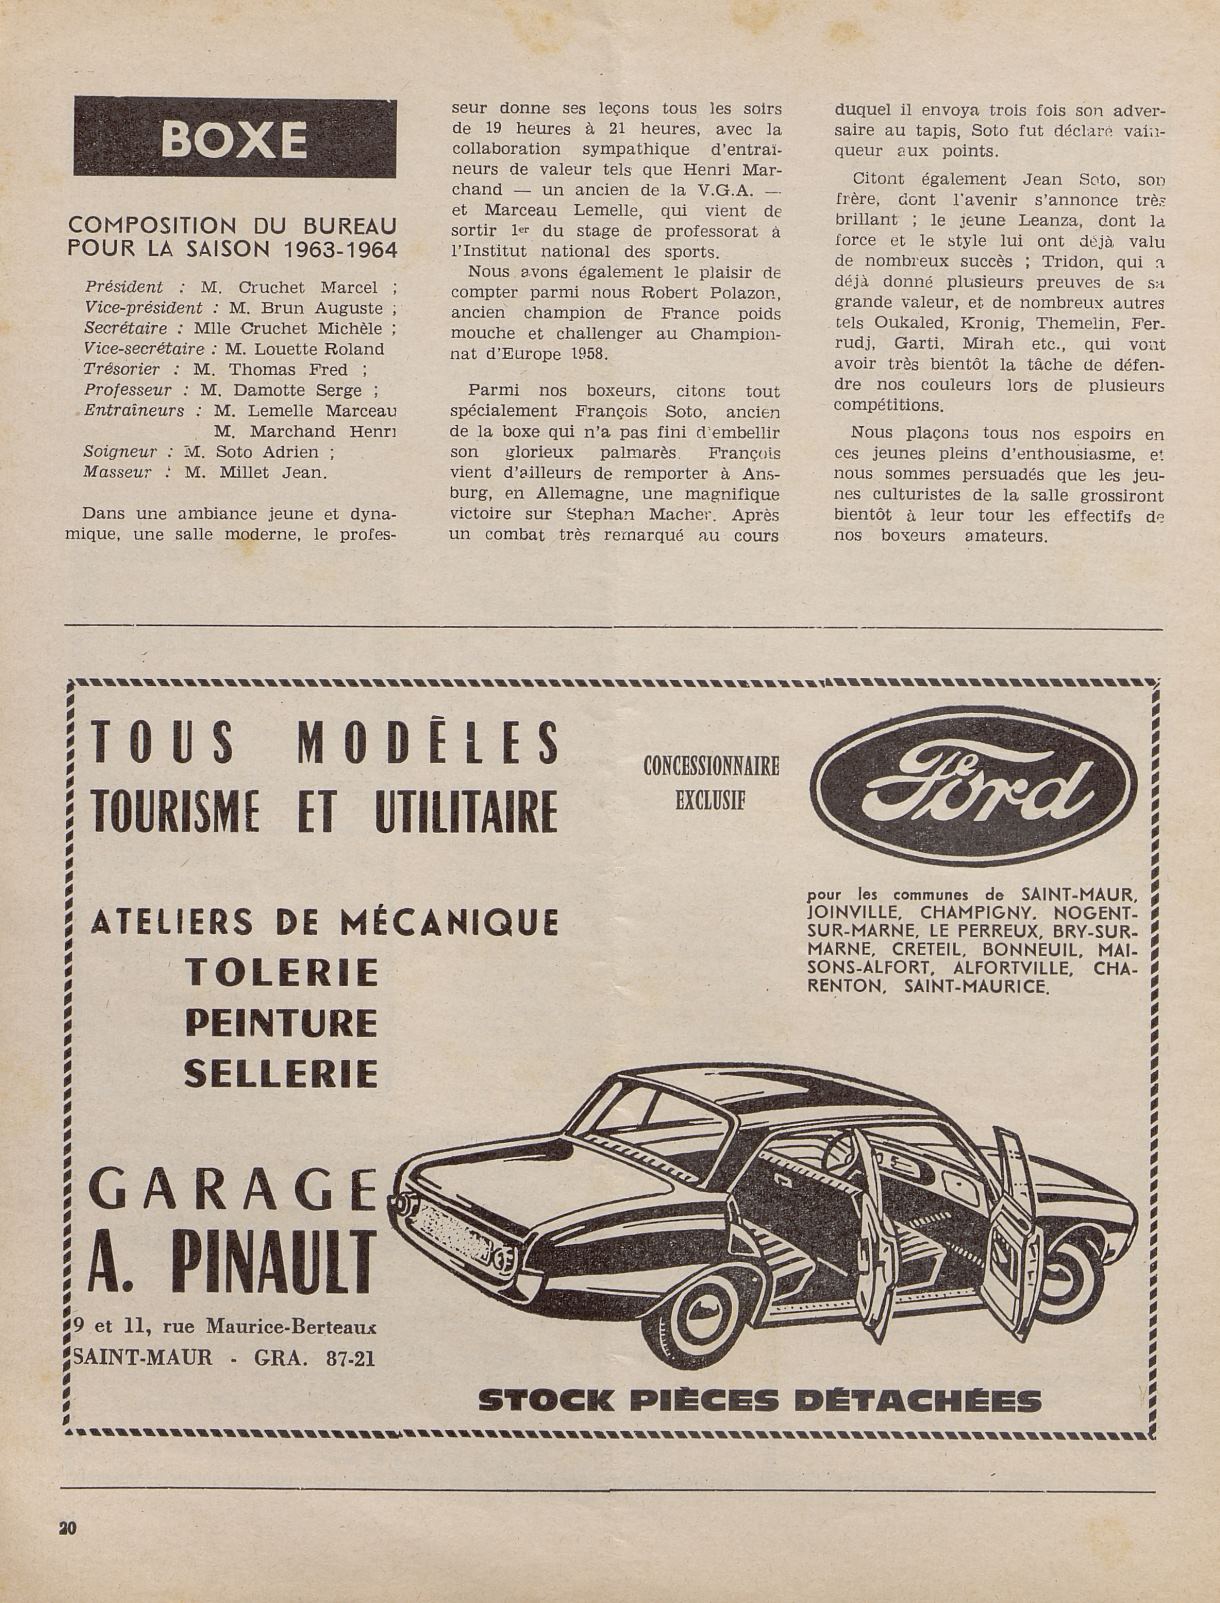 BOXE
COMPOSITION DU BUREAU
POUR LA SAISON 1963-1964
Président : M. Cruchet Marcel ;
Vice-président : M. Brun Auguste ;
Secrétaire : Mlle Cruchet Michèle ;
Vice-secrétaire : M. Louette Roland
Trésorier : M. Thomas Fred ;
Professeur : M. Damotte Serge ;
Entraîneurs : M. Lemelle Marceau
M. Marchand Henri
Soigneur : M. Soto Adrien ;
Masseur : M. Millet Jean.
Dans une ambiance jeune et dyna-
mique, une salle moderne, le profes-
seur donne ses leçons tous les soirs
de 19 heures à 21 heures, avec la
collaboration sympathique d'entraî-
neurs de valeur tels que Henri Mar-
chand — un ancien de la V.G.A. —
et Marceau Lemelle, qui vient de
sortir 1er du stage de professorat à
l'Institut national des sports.
Nous avons également le plaisir de
compter parmi nous Robert Polazon,
ancien champion de France poids
mouche et challenger au Champion-
nat d'Europe 1958.
Parmi nos boxeurs, citons tout
spécialement François Soto, ancien
de la boxe qui n'a pas fini d'embellir
son glorieux palmarès. François
vient d'ailleurs de remporter à Ans-
burg, en Allemagne, une magnifique
victoire sur Stephan Macher. Après
un combat très remarqué au cours
duquel il envoya trois fois son adver-
saire au tapis, Soto fut déclaré vain-
queur aux points.
Citont également Jean Soto, son
frère, dont l'avenir s'annonce très
brillant ; le jeune Leanza, dont la
force et le style lui ont déjà valu
de nombreux succès ; Tridon, qui a
déjà donné plusieurs preuves de sa
grande valeur, et de nombreux autres
tels Oukaled, Kronig, Themelin, Fer-
rudj, Garti, Mirah etc., qui vont
avoir très bientôt la tâche de défen-
dre nos couleurs lors de plusieurs
compétitions.
Nous plaçons tous nos espoirs en
ces jeunes pleins d'enthousiasme, et
nous sommes persuadés que les jeu-
nes culturistes de la salle grossiront
bientôt à leur tour les effectifs de
nos boxeurs amateurs.
TOUS MODÈLES
TOURISME ET UTILITAIRE
CONCESSIONNAIRE
EXCLUSIF
Ford
pour les communes de SAINT-MAUR,
JOINVILLE, CHAMPIGNY. NOGENT-
SUR-MARNE, LE PERREUX, BRY-SUR-
MARNE, CRETEIL, BONNEUIL, MAI-
SONS-ALFORT, ALFORTVILLE, CHA-
RENTON, SAINT-MAURICE.
ATELIERS DE MÉCANIQUE
TOLERIE
PEINTURE
SELLERIE
GARAGE
A. PINAULT
9 et 11, rue Maurice-Berteaux
SAINT-MAUR - GRA. 87-21
STOCK PIÈCES DÉTACHÉES
20